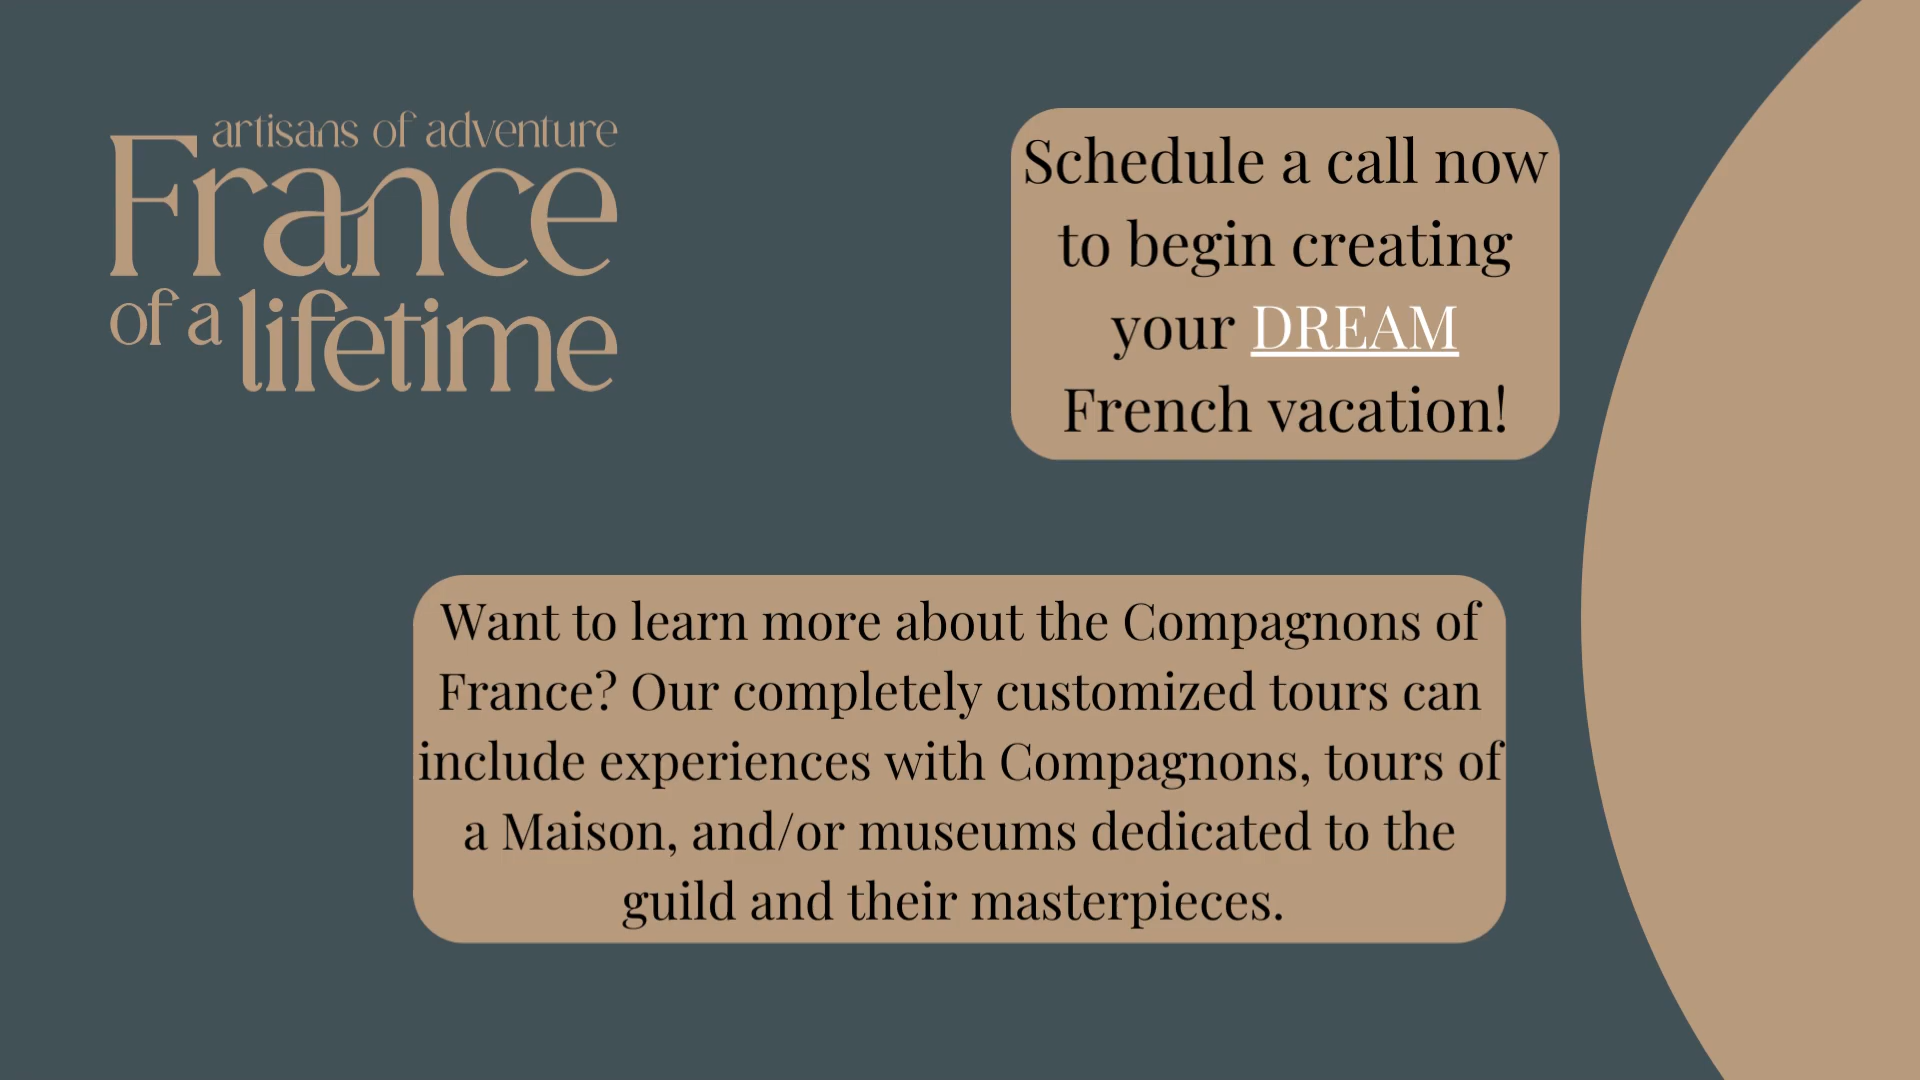 artisans of adventure
France
of a lifetime
Schedule a call now
to begin creating
your DREAM
French vacation!
Want to learn more about the Compagnons of
France? Our completely customized tours can
include experiences with Compagnons, tours of
a Maison, and/or museums dedicated to the
guild and their masterpieces.